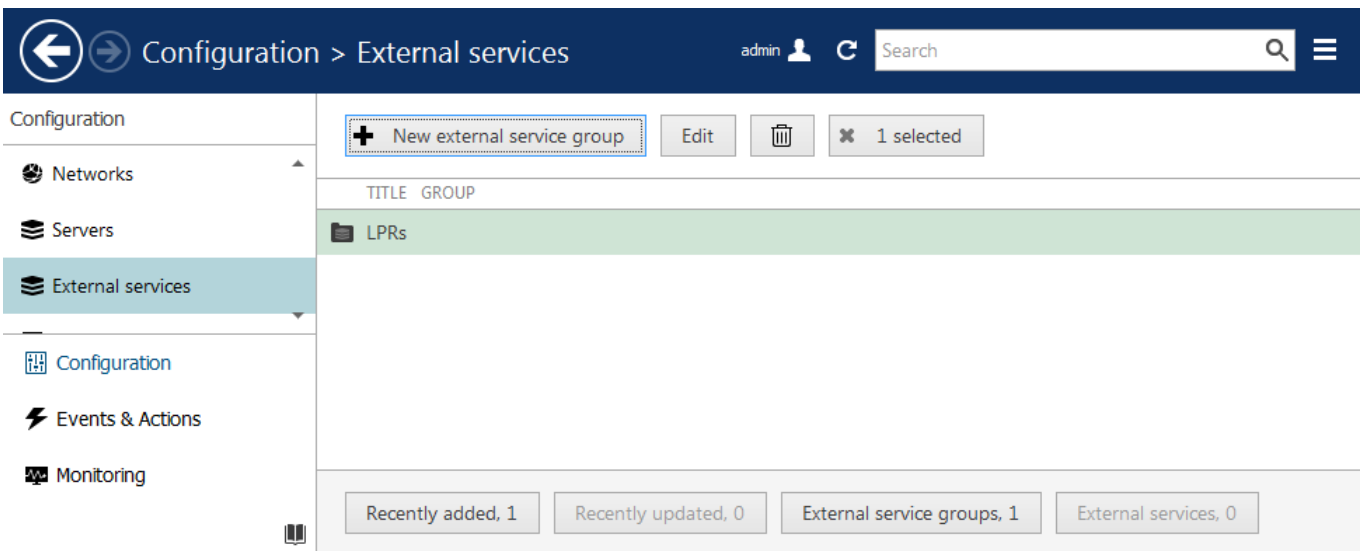 Configuration > External services
admin
Search
Configuration
Networks
Servers
External services
Configuration
Events & Actions
Monitoring
New external service group
Edit
1 selected
TITLE GROUP
LPRs
Recently added, 1
Recently updated, 0
External service groups, 1
External services, 0